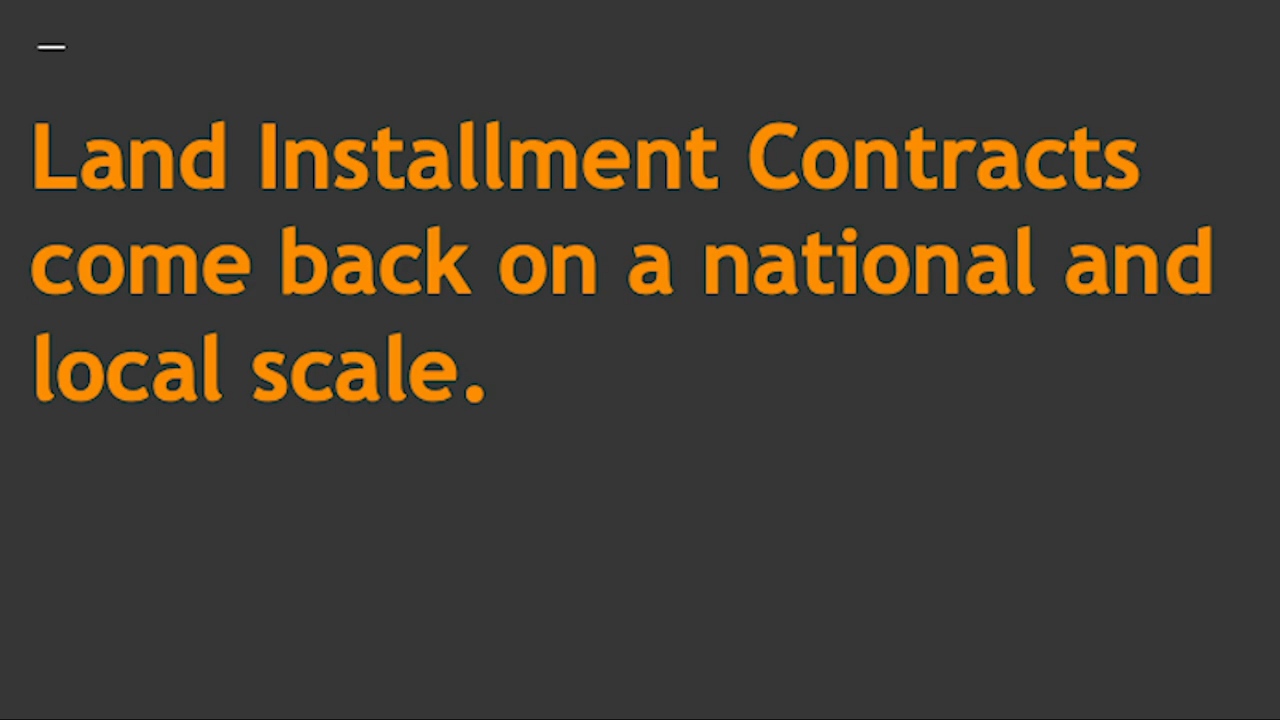 Land Installment Contracts
come back on a national and
local scale.